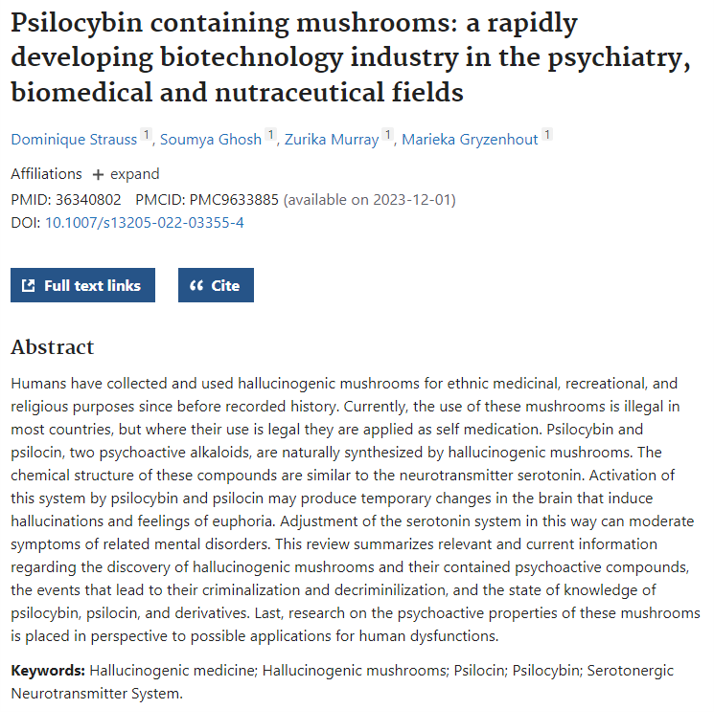 Psilocybin containing mushrooms: a rapidly
developing biotechnology industry in the psychiatry,
biomedical and nutraceutical fields
Dominique Strauss 1, Soumya Ghosh 1, Zurika Murray 1, Marieka Gryzenhout 1
Affiliations + expand
PMID: 36340802 PMCID: PMC9633885 (available on 2023-12-01)
DOI: 10.1007/s13205-022-03355-4
Full text links Cite
Abstract
Humans have collected and used hallucinogenic mushrooms for ethnic medicinal, recreational, and
religious purposes since before recorded history. Currently, the use of these mushrooms is illegal in
most countries, but where their use is legal they are applied as self medication. Psilocybin and
psilocin, two psychoactive alkaloids, are naturally synthesized by hallucinogenic mushrooms. The
chemical structure of these compounds are similar to the neurotransmitter serotonin. Activation of
this system by psilocybin and psilocin may produce temporary changes in the brain that induce
hallucinations and feelings of euphoria. Adjustment of the serotonin system in this way can moderate
symptoms of related mental disorders. This review summarizes relevant and current information
regarding the discovery of hallucinogenic mushrooms and their contained psychoactive compounds,
the events that lead to their criminalization and decriminilization, and the state of knowledge of
psilocybin, psilocin, and derivatives. Last, research on the psychoactive properties of these mushrooms
is placed in perspective to possible applications for human dysfunctions.
Keywords: Hallucinogenic medicine; Hallucinogenic mushrooms; Psilocin; Psilocybin; Serotonergic
Neurotransmitter System.